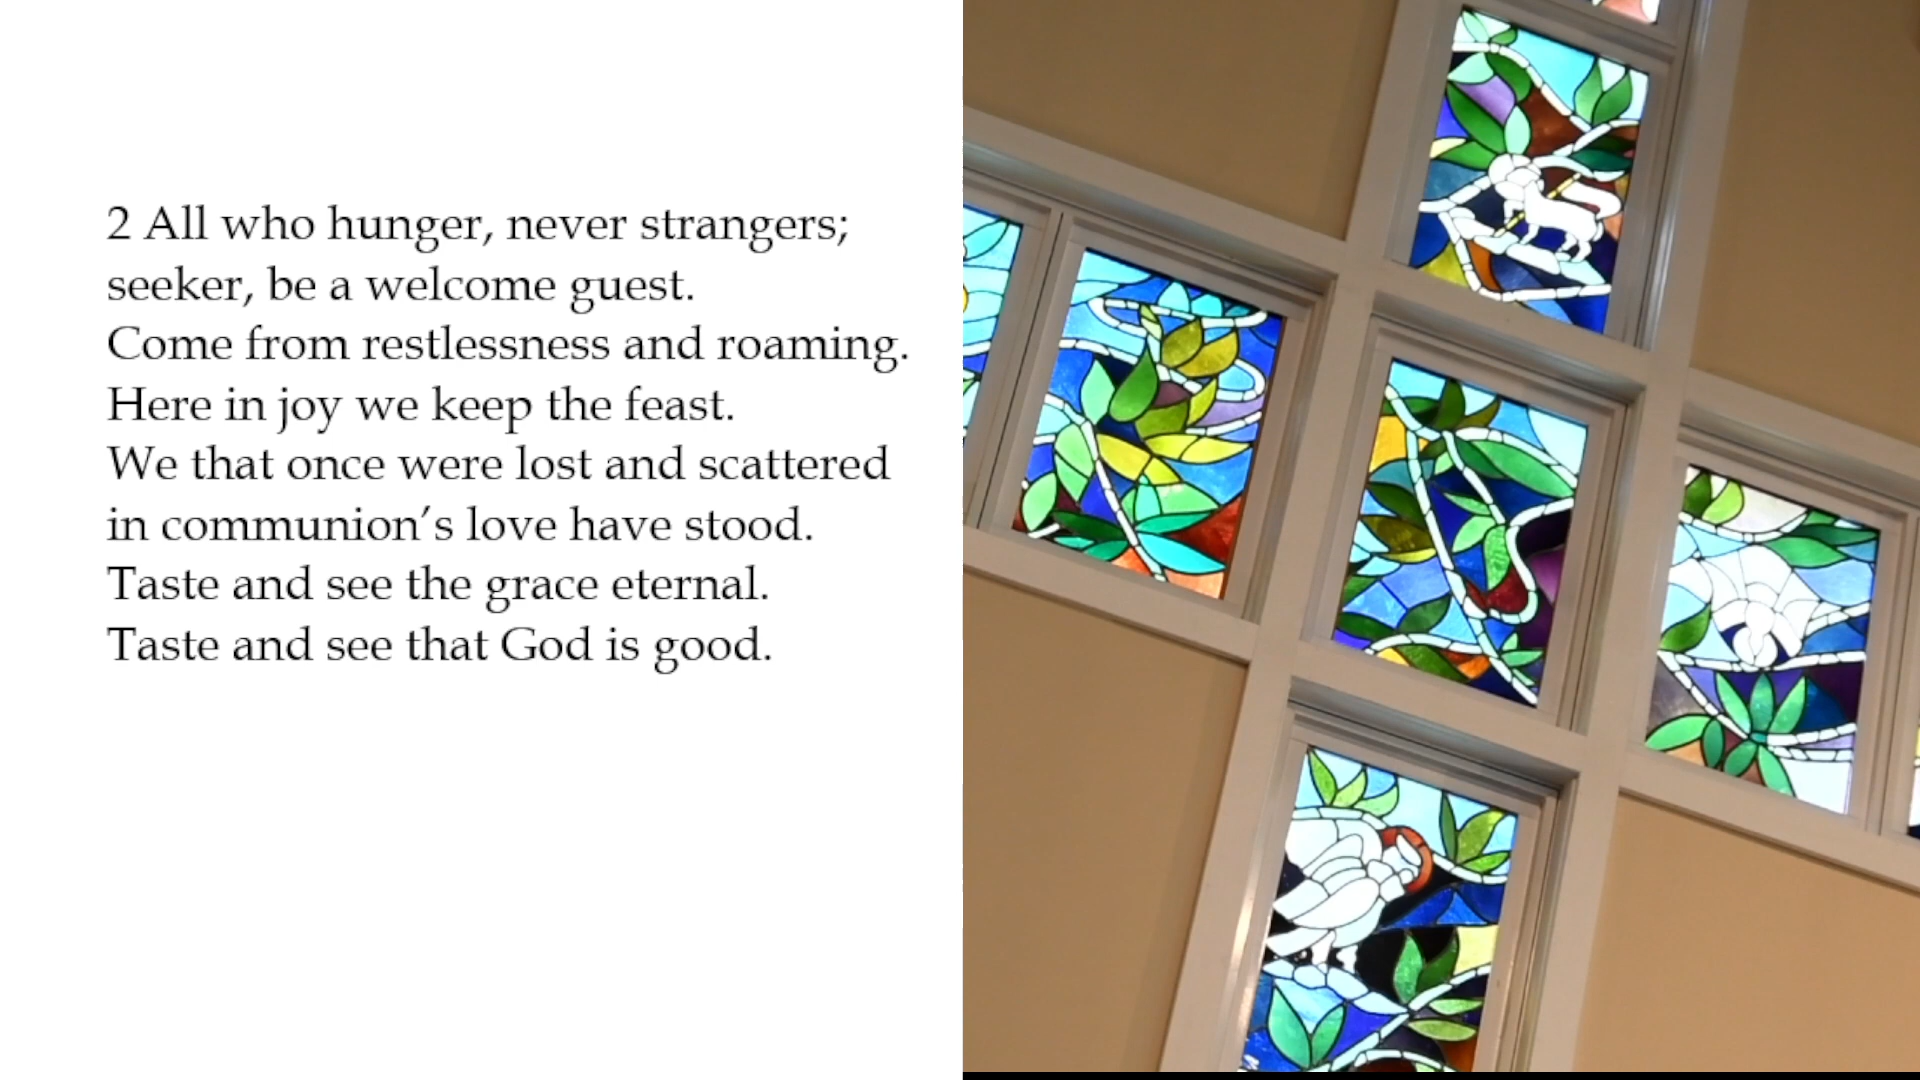 2 All who hunger, never strangers;
seeker, be a welcome guest.
Come from restlessness and roaming.
Here in joy we keep the feast.
We that once were lost and scattered
in communion’s love have stood.
Taste and see the grace eternal.
Taste and see that God is good.